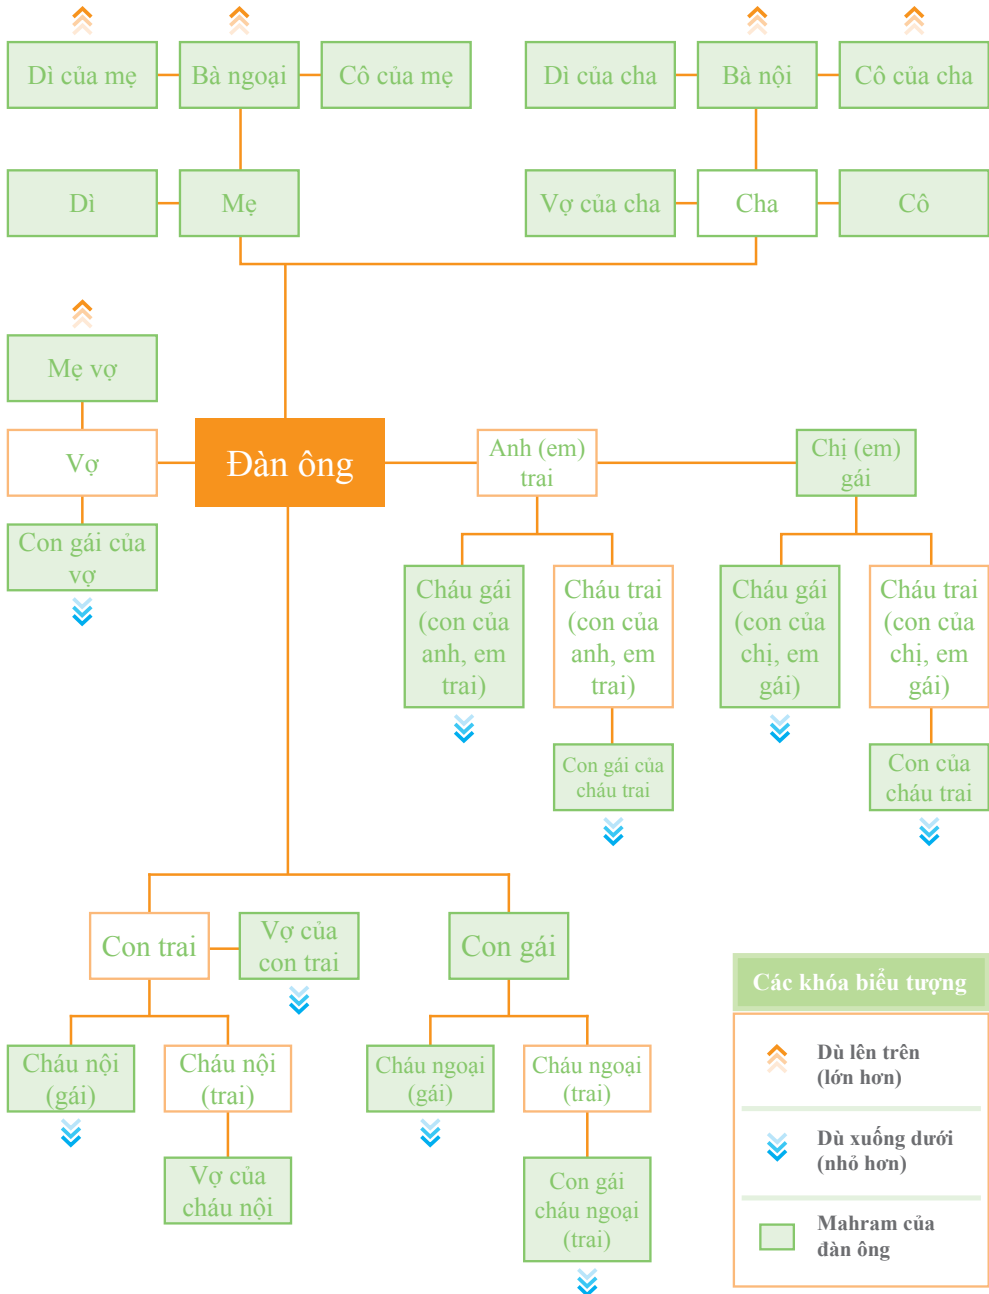 Dì của mẹ
Bà ngoại
Cô của mẹ
Dì của cha
Bà nội
Cô của cha
Dì
Mẹ
Vợ của cha
Cha
Cô
Mẹ vợ
Vợ
Đàn ông
Anh (em)
trai
Chị (em)
gái
Con gái của
vợ
Cháu gái
(con của
anh, em
trai)
Cháu trai
(con của
anh, em
trai)
Cháu gái
(con của
chị, em
gái)
Cháu trai
(con của
chị, em
gái)
Con gái của
cháu trai
Con của
cháu trai
Con trai
Vợ của
con trai
Con gái
Cháu nội
(gái)
Cháu nội
(trai)
Cháu ngoại
(gái)
Cháu ngoại
(trai)
Vợ của
cháu nội
Con gái
cháu ngoại
(trai)
Các khóa biểu tượng
Dù lên trên
(lớn hơn)
Dù xuống dưới
(nhỏ hơn)
Mahram của
đàn ông